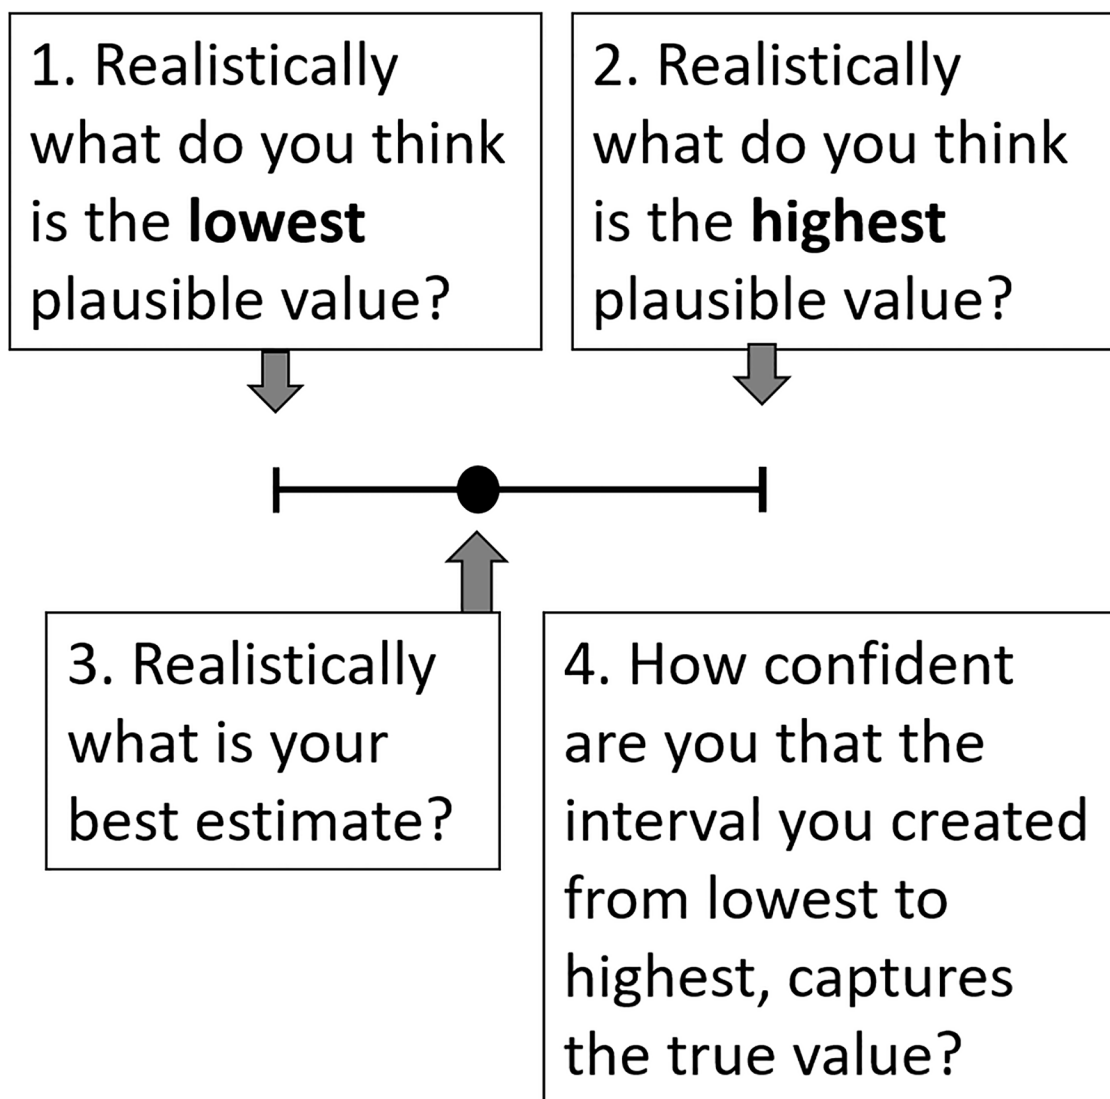 1. Realistically
what do you think
is the lowest
plausible value?
2. Realistically
what do you think
is the highest
plausible value?
3. Realistically
what is your
best estimate?
4. How confident
are you that the
interval you created
from lowest to
highest, captures
the true value?